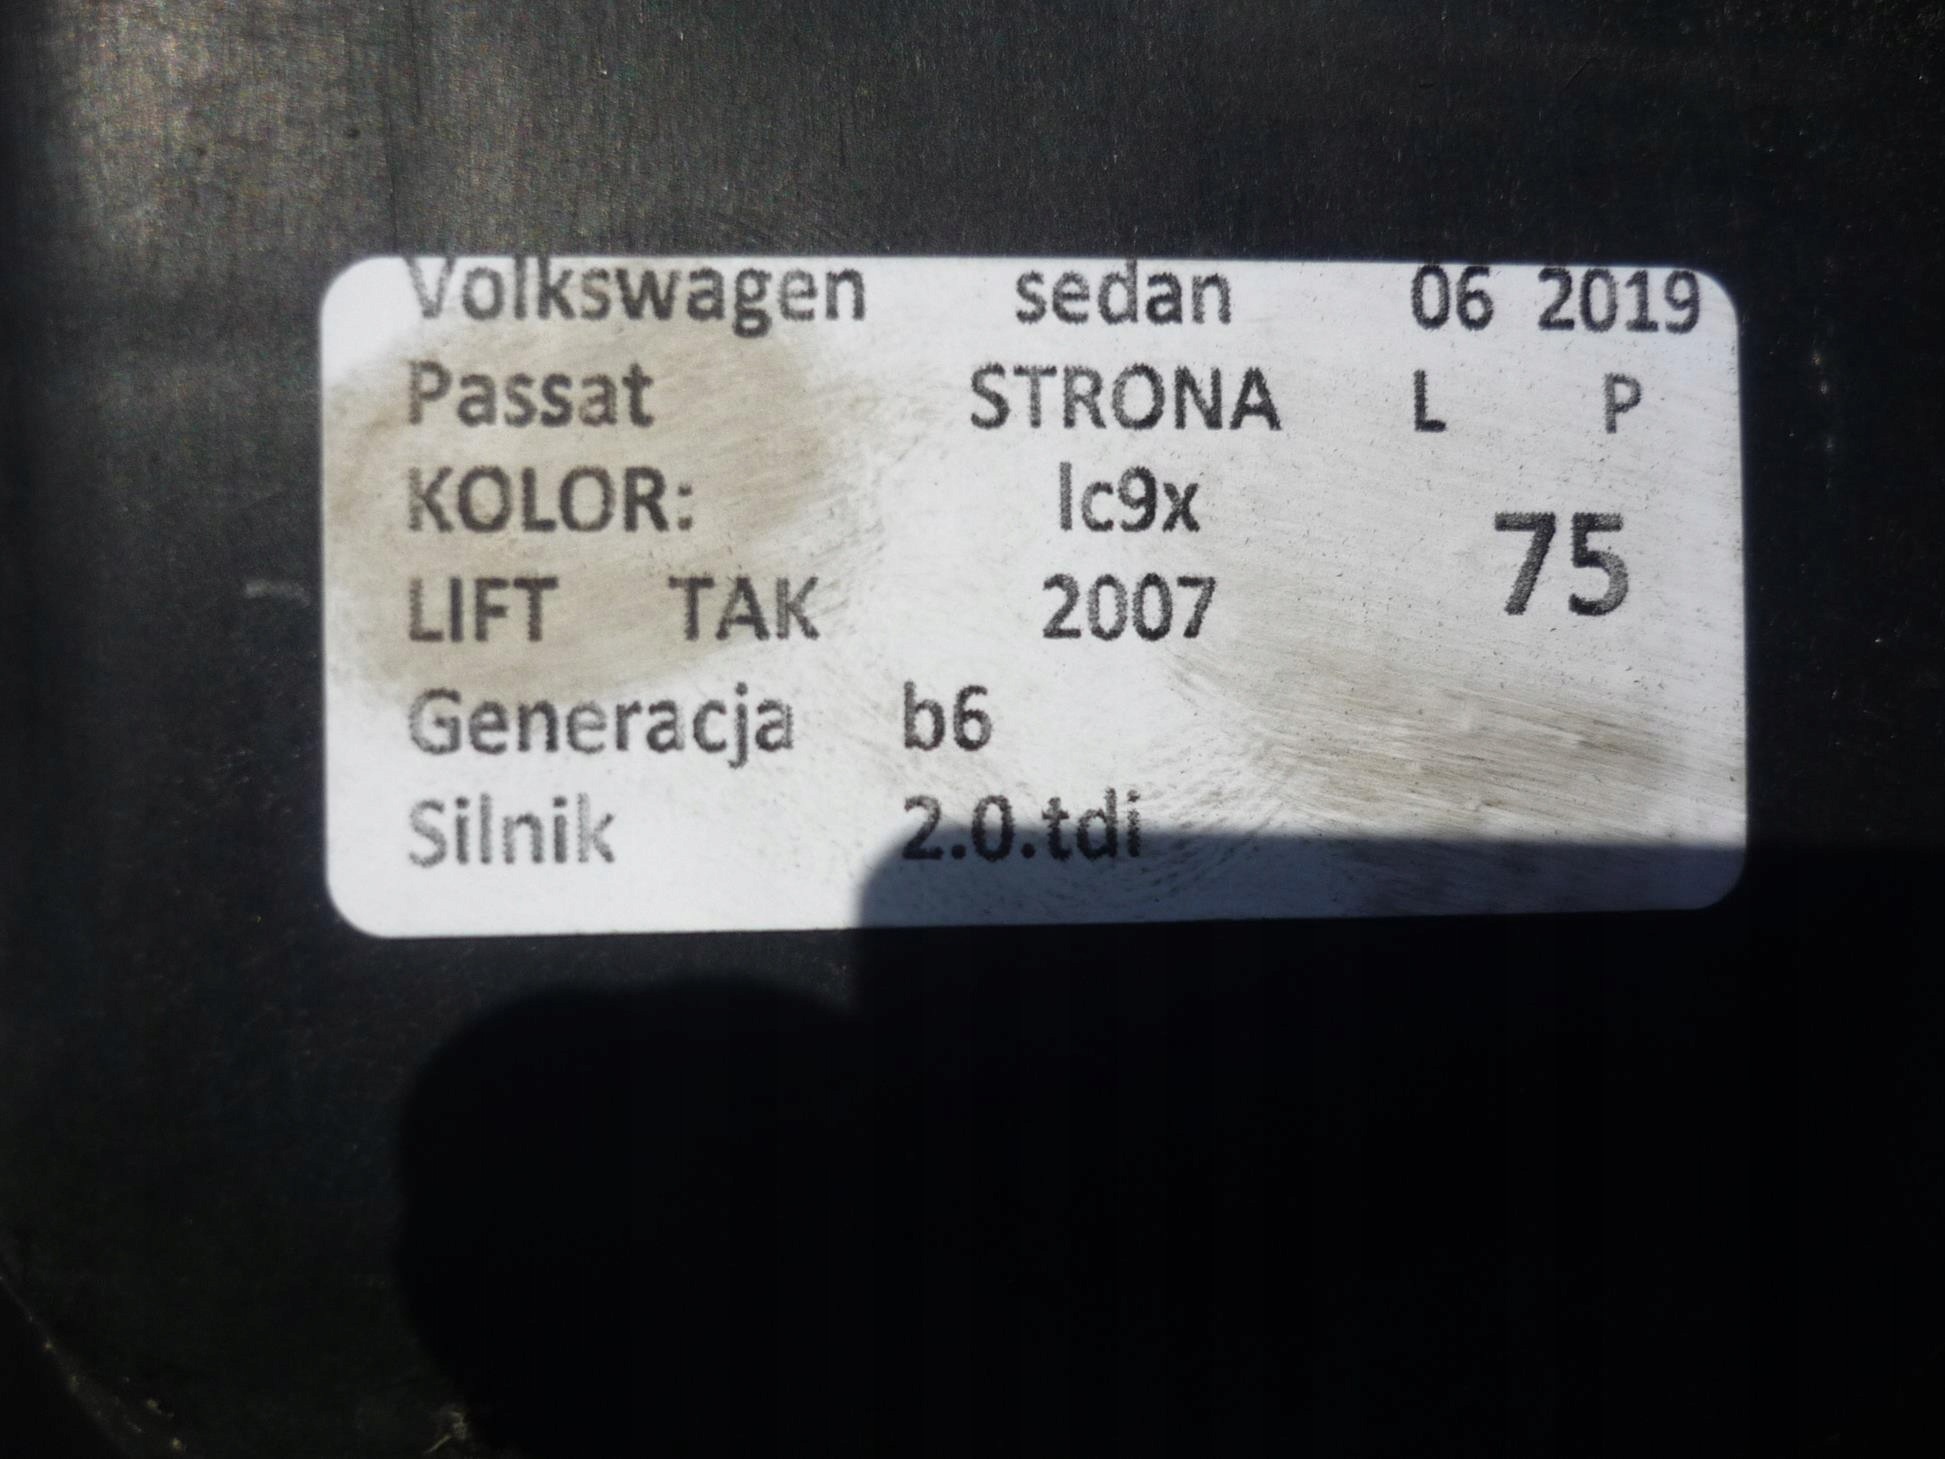 Volkswagen sedan 06 2019
Passat STRONA L P
KOLOR: lc9x
LIFT TAK 2007 75
Generacja b6
Silnik 2.0.tdi